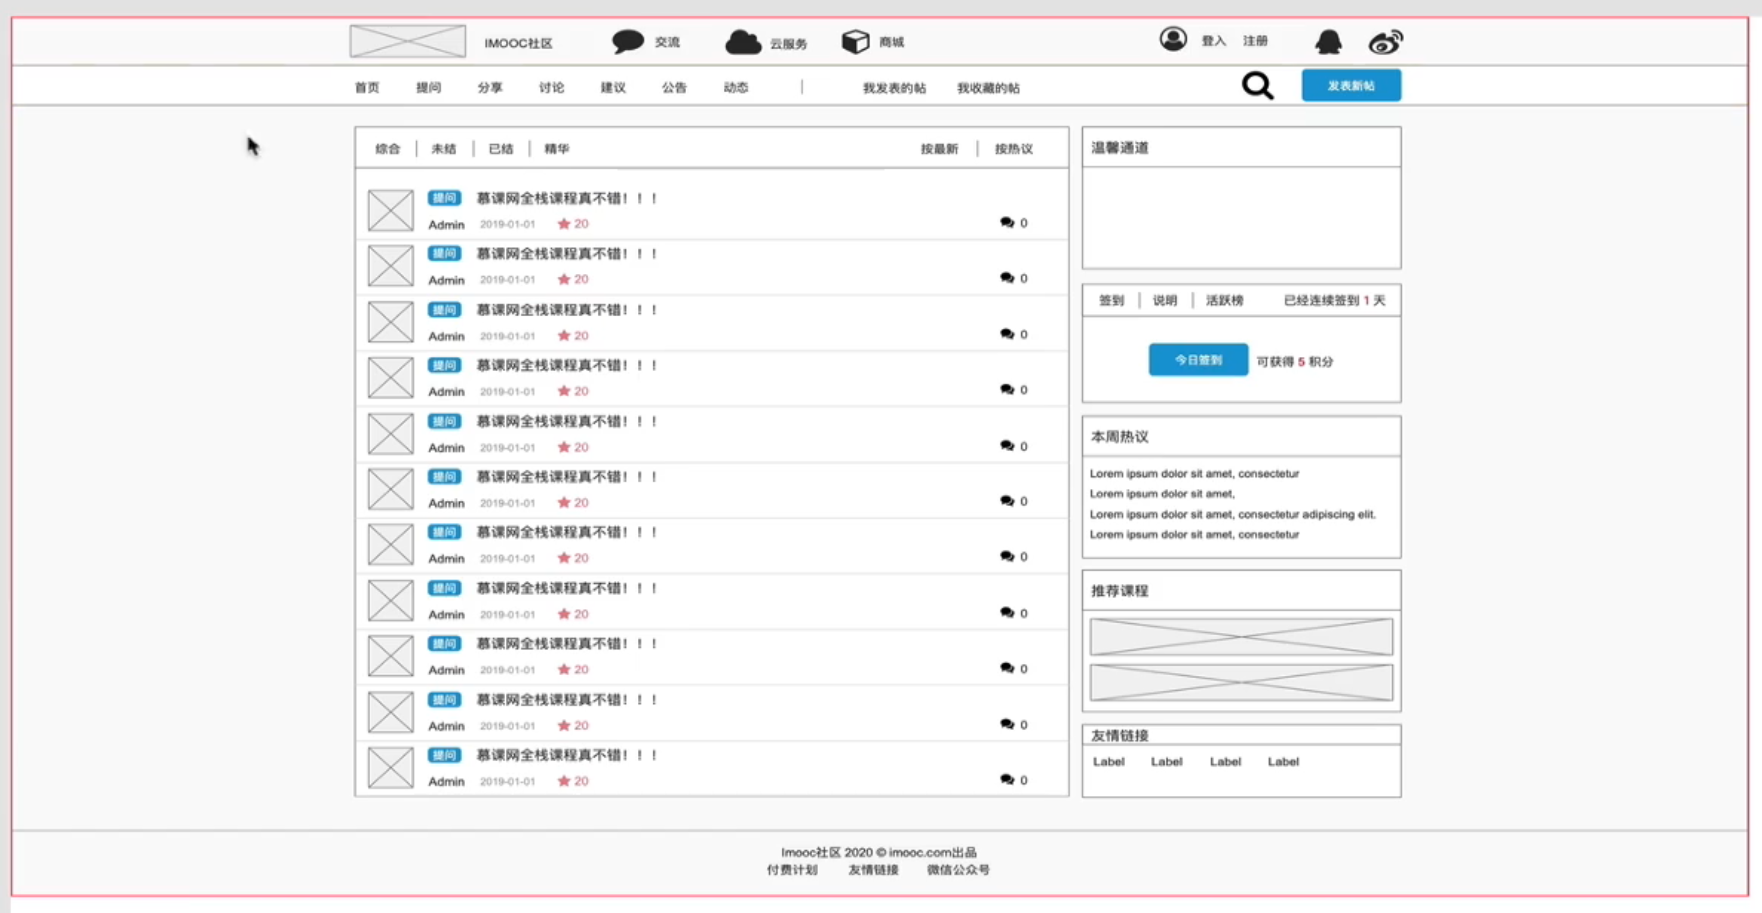 IMOOC社区 交流 云服务 商城 登入 注册
首页 提问 分享 讨论 建议 公告 动态 我发表的帖 我收藏的帖 发表新帖
综合 未结 已结 精华 按最新 按热议
提问 慕课网全栈课程真不错！！！
Admin 2019-01-01 20 0
提问 慕课网全栈课程真不错！！！
Admin 2019-01-01 20 0
提问 慕课网全栈课程真不错！！！
Admin 2019-01-01 20 0
提问 慕课网全栈课程真不错！！！
Admin 2019-01-01 20 0
提问 慕课网全栈课程真不错！！！
Admin 2019-01-01 20 0
提问 慕课网全栈课程真不错！！！
Admin 2019-01-01 20 0
提问 慕课网全栈课程真不错！！！
Admin 2019-01-01 20 0
提问 慕课网全栈课程真不错！！！
Admin 2019-01-01 20 0
提问 慕课网全栈课程真不错！！！
Admin 2019-01-01 20 0
提问 慕课网全栈课程真不错！！！
Admin 2019-01-01 20 0
提问 慕课网全栈课程真不错！！！
Admin 2019-01-01 20 0
温馨通道
签到 说明 活跃榜 已经连续签到 1 天
今日签到 可获得 5 积分
本周热议
Lorem ipsum dolor sit amet, consectetur
Lorem ipsum dolor sit amet,
Lorem ipsum dolor sit amet, consectetur adipiscing elit.
Lorem ipsum dolor sit amet, consectetur
推荐课程
友情链接
Label Label Label Label
Imooc社区 2020 © imooc.com出品
付费计划 友情链接 微信公众号